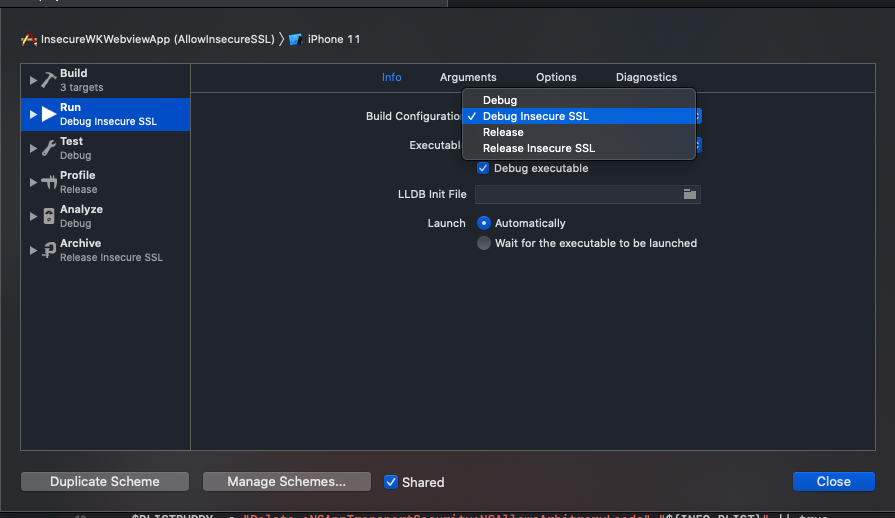 InsecureWKWebviewApp (AllowInsecureSSL) 〉 iPhone 11
Build
3 targets
Run
Debug Insecure SSL
Test
Debug
Profile
Release
Analyze
Debug
Archive
Release Insecure SSL
Info Arguments Options Diagnostics
Build Configuration
Debug
Debug Insecure SSL
Release
Release Insecure SSL
Debug executable
LLDB Init File
Launch
Automatically
Wait for the executable to be launched
Duplicate Scheme
Manage Schemes...
Shared
Close